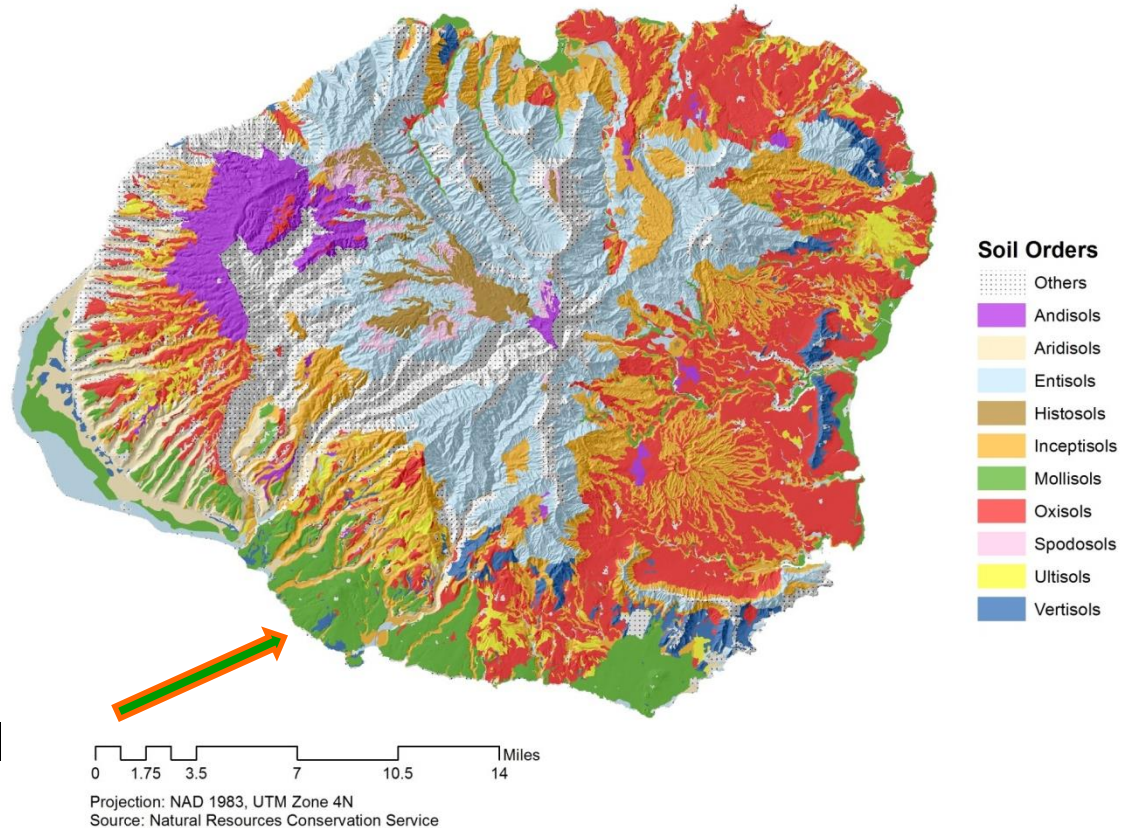 Soil Orders
Others
Andisols
Aridisols
Entisols
Histosols
Inceptisols
Mollisols
Oxisols
Spodosols
Ultisols
Vertisols
Miles
0 1.75 3.5 7 10.5 14
Projection: NAD 1983, UTM Zone 4N
Source: Natural Resources Conservation Service